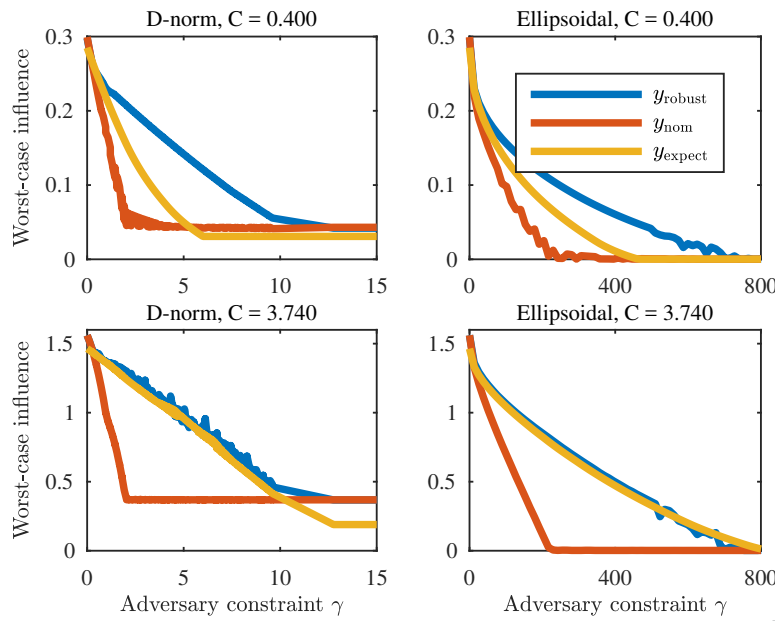 D-norm, C = 0.400
Ellipsoidal, C = 0.400
Worst-case influence
0.3
0.2
0.1
0
0 5 10 15
0.3
0.2
0.1
0
0 400 800
y_robust
y_nom
y_expect
D-norm, C = 3.740
Ellipsoidal, C = 3.740
Worst-case influence
1.5
1
0.5
0
0 5 10 15
Adversary constraint γ
1.5
1
0.5
0
0 400 800
Adversary constraint γ